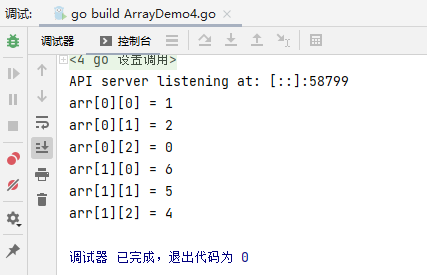 调试: go build ArrayDemo4.go ×
调试器 控制台 ×
<4 go 设置调用>
API server listening at: [::]:58799
arr[0][0] = 1
arr[0][1] = 2
arr[0][2] = 0
arr[1][0] = 6
arr[1][1] = 5
arr[1][2] = 4
调试器 已完成，退出代码为 0